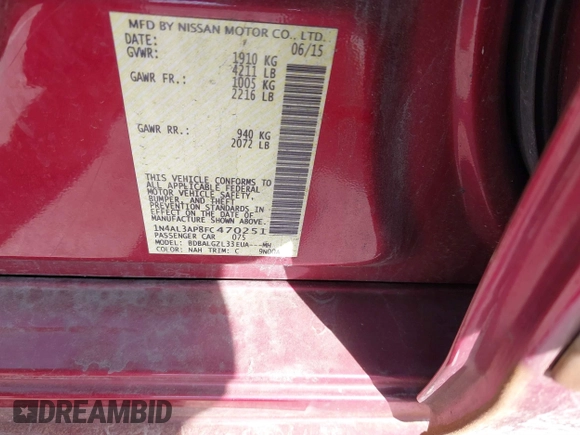 MFD BY NISSAN MOTOR CO., LTD.
DATE: 06/15
GVWR: 1910 KG
4211 LB
GAWR FR.: 1005 KG
2216 LB
GAWR RR.: 940 KG
2072 LB
THIS VEHICLE CONFORMS TO
ALL APPLICABLE FEDERAL
MOTOR VEHICLE SAFETY,
BUMPER, AND THEFT
PREVENTION STANDARDS
IN EFFECT ON THE DATE OF
MANUFACTURE SHOWN ABOVE.
1N4AL3AP8FC470251
PASSENGER CAR 075
MODEL: BDBALGZL33EUA---MH
COLOR: NAH TRIM: C
DREAMBID